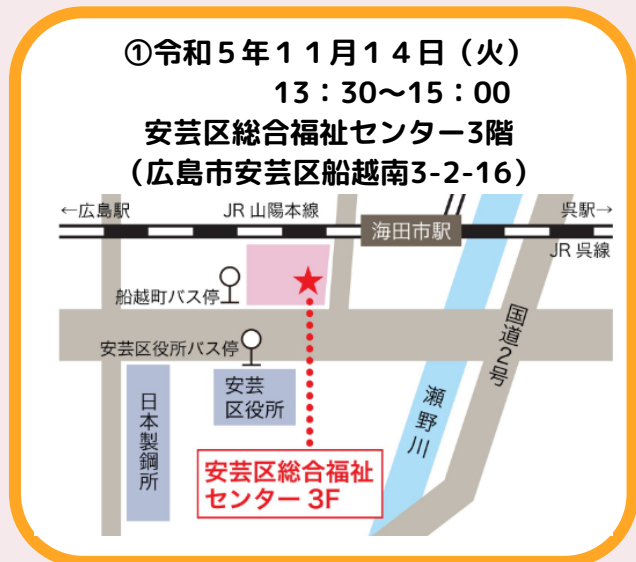 ①令和５年１１月１４日（火）
13：30〜15：00
安芸区総合福祉センター3階
（広島市安芸区船越南3-2-16）
←広島駅
JR 山陽本線
呉駅→
海田市駅
JR 呉線
船越町バス停
国道2号
安芸区役所バス停
安芸
区役所
日本製鋼所
瀬野川
安芸区総合福祉
センター 3F